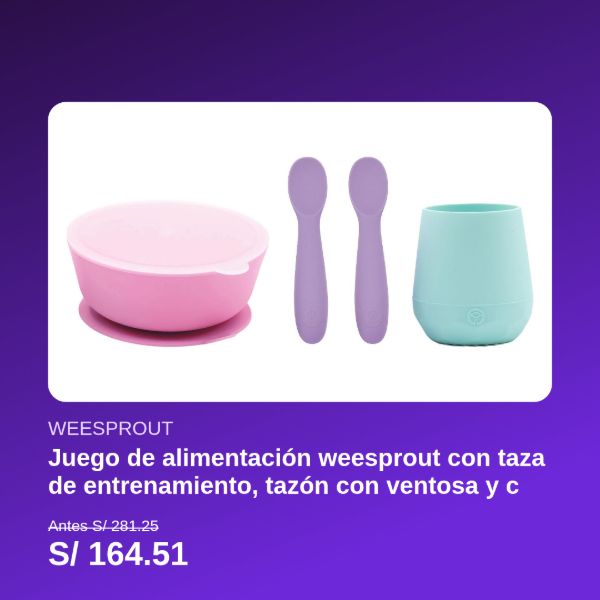 WEESPROUT
Juego de alimentación weesprout con taza
de entrenamiento, tazón con ventosa y c
Antes S/ 281.25
S/ 164.51